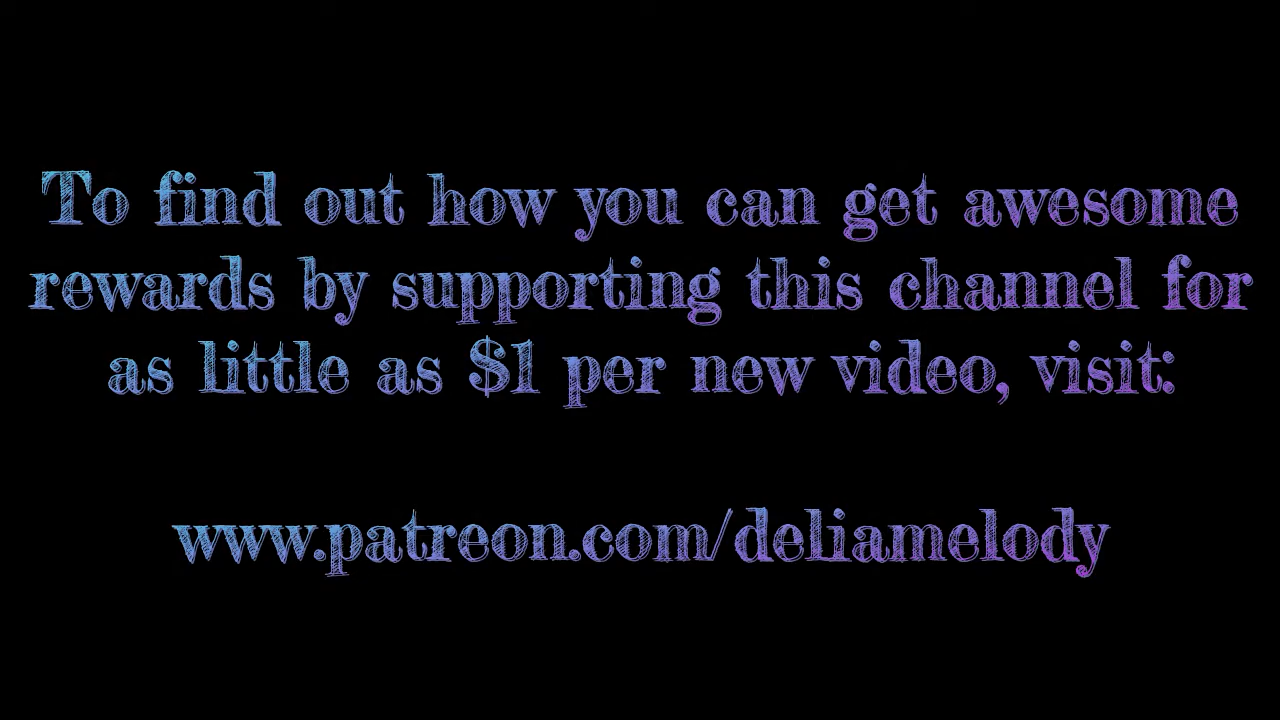 To find out how you can get awesome
rewards by supporting this channel for
as little as $1 per new video, visit:
www.patreon.com/deliamelody